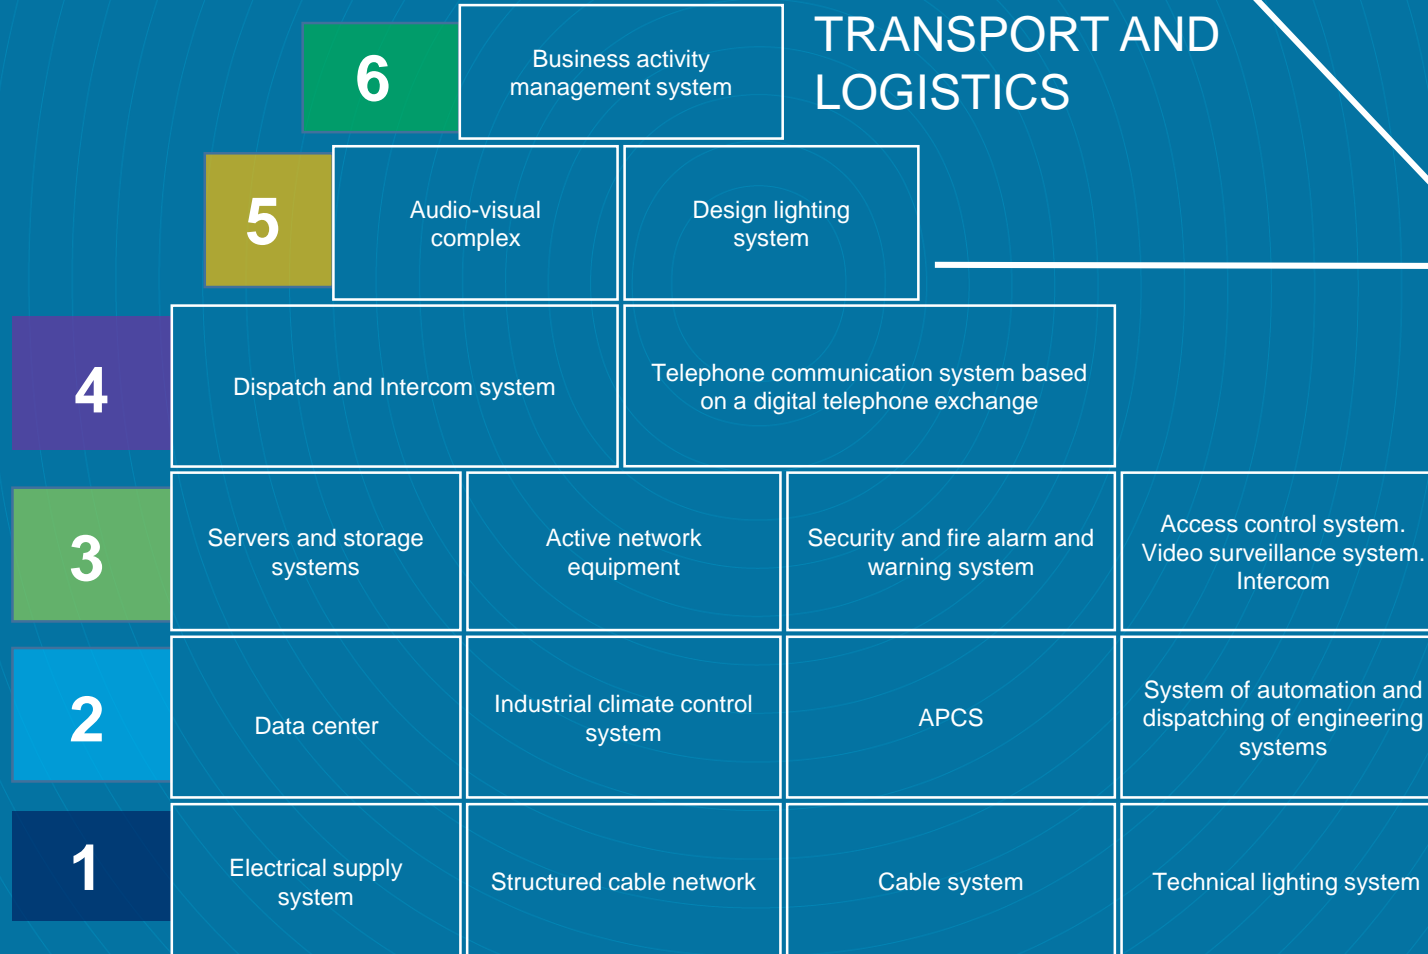 TRANSPORT AND
LOGISTICS
6
Business activity
management system
5
Audio-visual
complex
Design lighting
system
4
Dispatch and Intercom system
Telephone communication system based
on a digital telephone exchange
3
Servers and storage
systems
Active network
equipment
Security and fire alarm and
warning system
Access control system.
Video surveillance system.
Intercom
2
Data center
Industrial climate control
system
APCS
System of automation and
dispatching of engineering
systems
1
Electrical supply
system
Structured cable network
Cable system
Technical lighting system